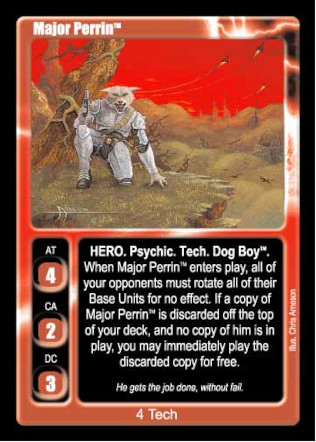 Major Perrin™
AT
4
CA
2
DC
3
HERO. Psychic. Tech. Dog Boy™.
When Major Perrin™ enters play, all of
your opponents must rotate all of their
Base Units for no effect. If a copy of
Major Perrin™ is discarded off the top
of your deck, and no copy of him is in
play, you may immediately play the
discarded copy for free.
He gets the job done, without fail.
Illus. Chris Arneson
4 Tech